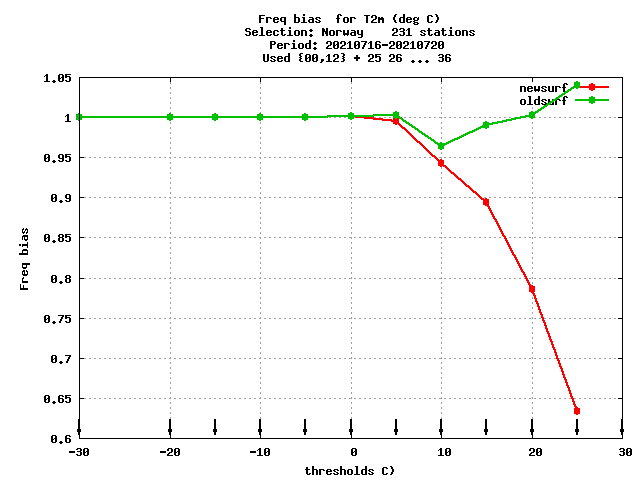 Freq bias  for T2m (deg C)
Selection: Norway    231 stations
Period: 20210716-20210720
Used {00,12} + 25 26 ... 36
newsurf
oldsurf
1.05
1
0.95
0.9
0.85
0.8
0.75
0.7
0.65
0.6
Freq bias
-30
-20
-10
0
10
20
30
thresholds C)